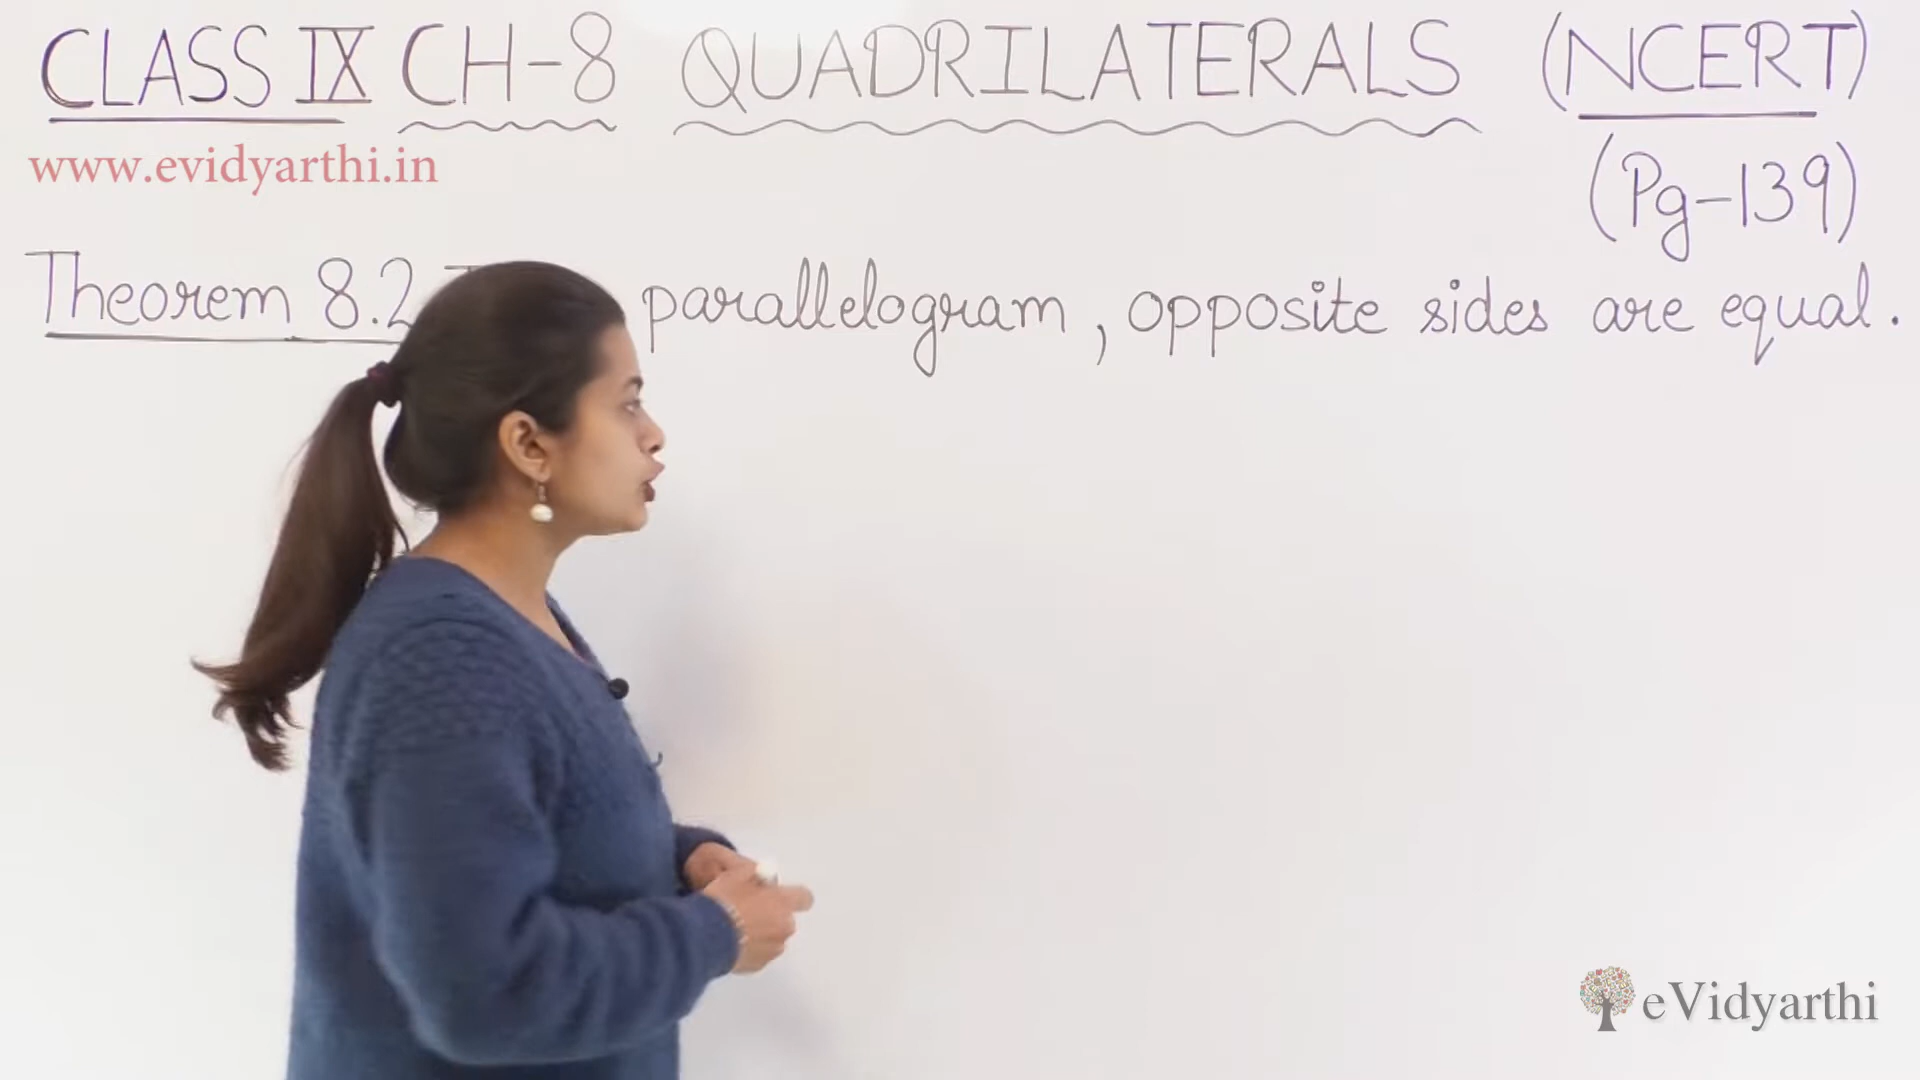 CLASS IX CH-8 QUADRILATERALS (NCERT)
www.evidyarthi.in
(Pg-139)
Theorem 8.2 parallelogram, opposite sides are equal.
eVidyarthi